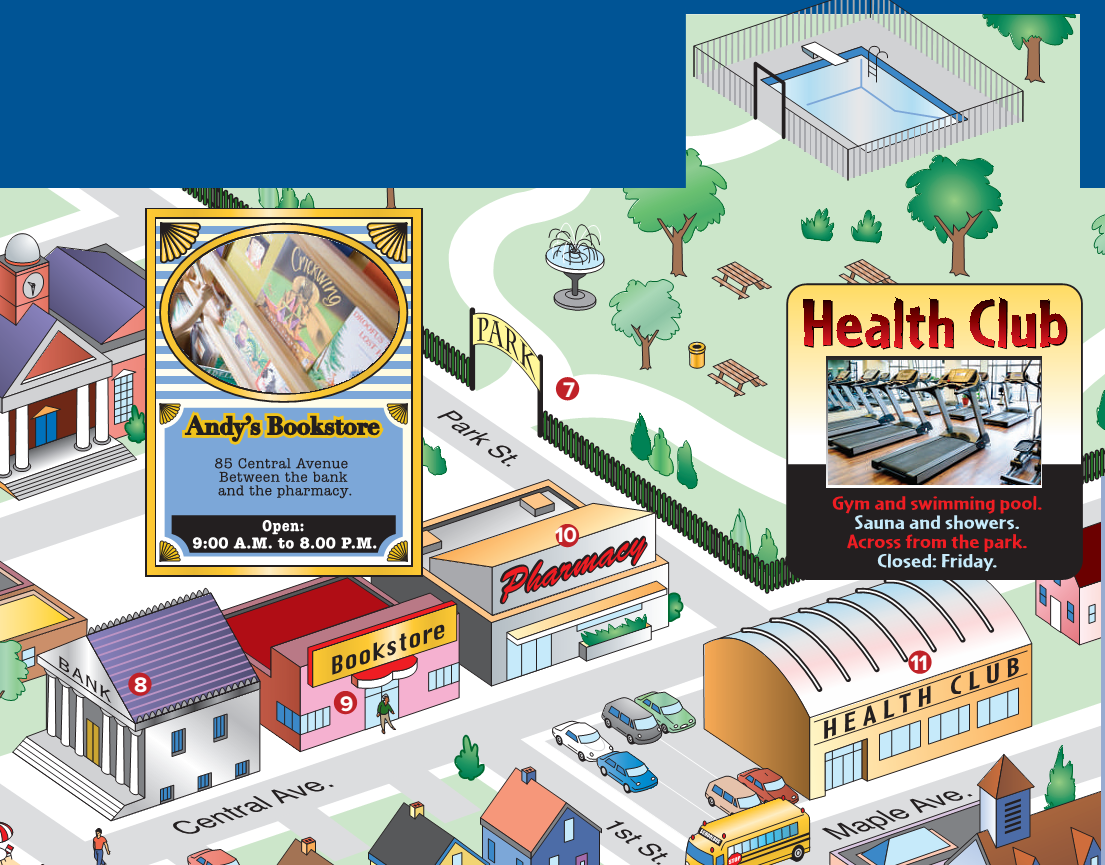 PARK
7
Park St.
Crickwing
Andy's Bookstore
85 Central Avenue
Between the bank
and the pharmacy.
Open:
9:00 A.M. to 8.00 P.M.
Health Club
Gym and swimming pool.
Sauna and showers.
Across from the park.
Closed: Friday.
10
Pharmacy
BANK
8
Bookstore
9
11
HEALTH CLUB
Central Ave.
1st St.
Maple Ave.
STOP